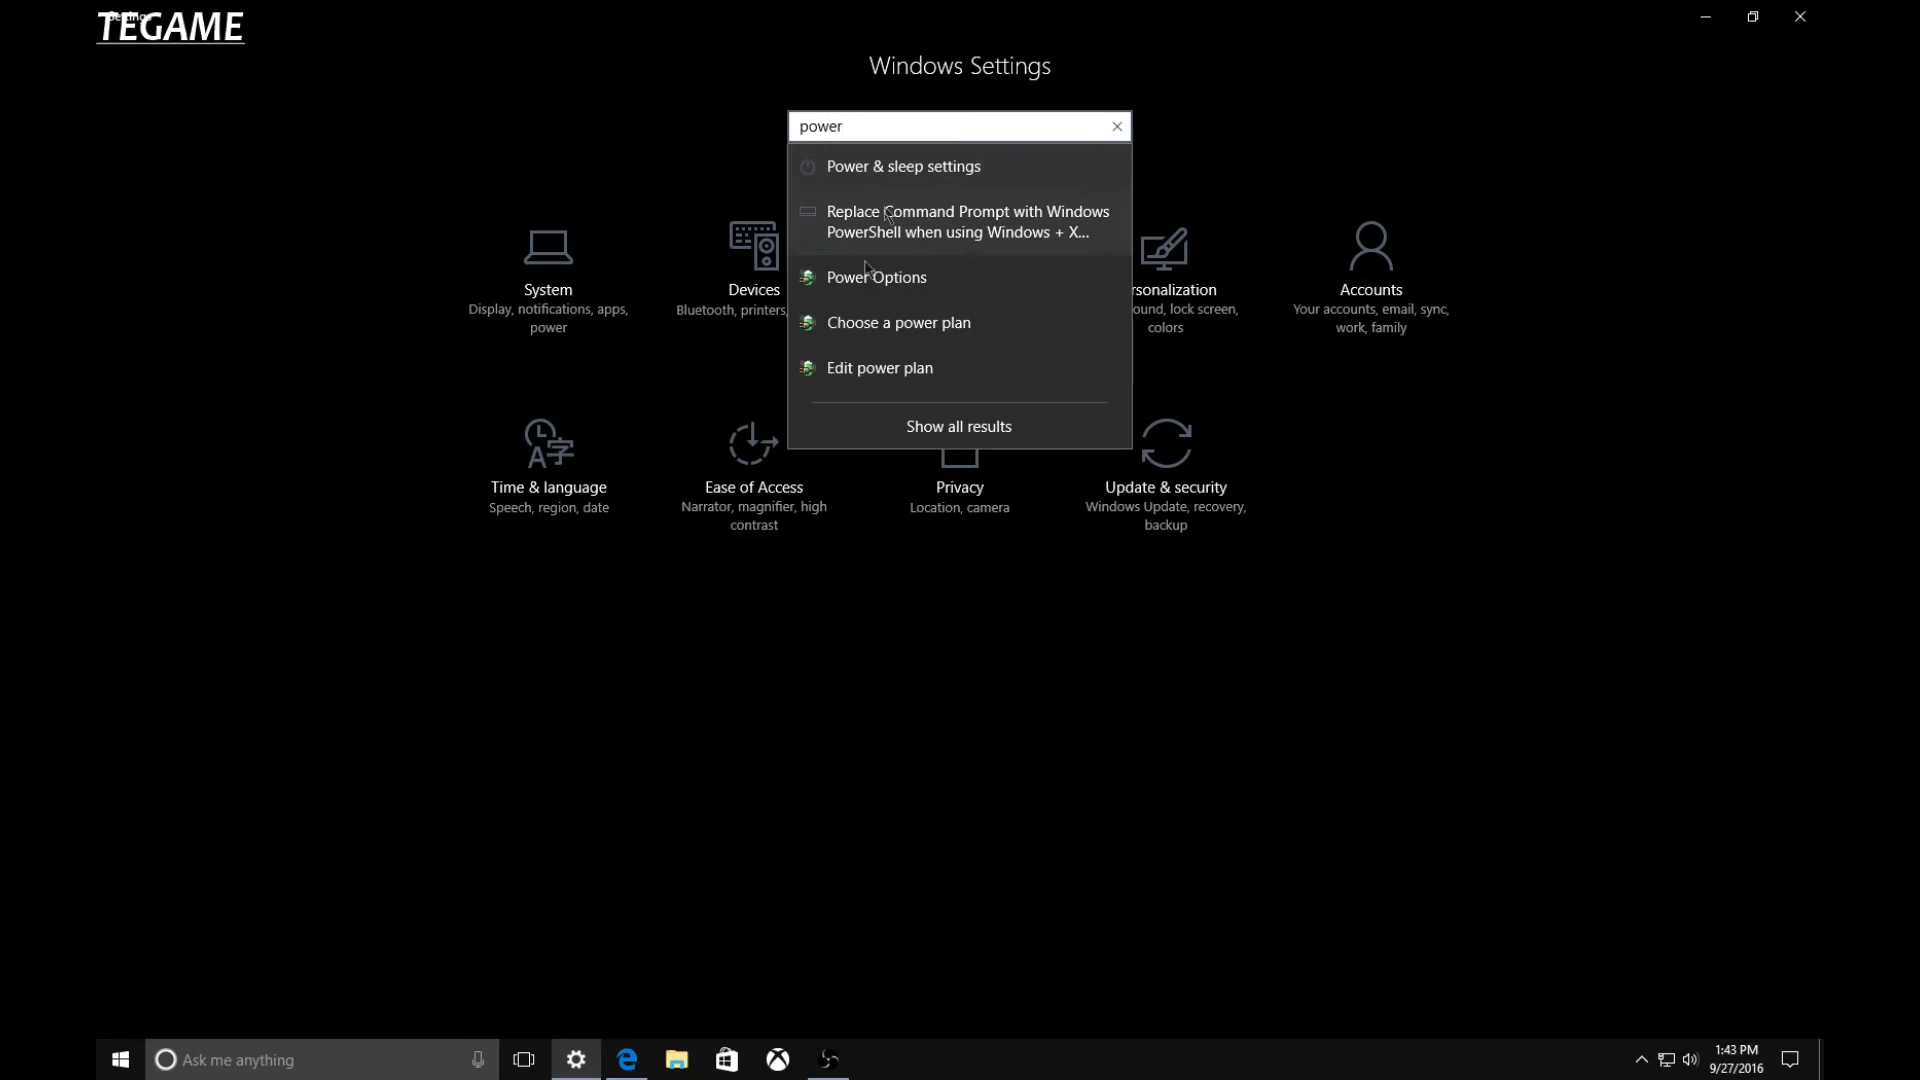 TEGAME
Windows Settings
power
Power & sleep settings
Replace Command Prompt with Windows
PowerShell when using Windows + X...
Power Options
Choose a power plan
Edit power plan
Show all results
System
Display, notifications, apps,
power
Devices
Bluetooth, printers,
rsonalization
ound, lock screen,
colors
Accounts
Your accounts, email, sync,
work, family
Time & language
Speech, region, date
Ease of Access
Narrator, magnifier, high
contrast
Privacy
Location, camera
Update & security
Windows Update, recovery,
backup
Ask me anything
1:43 PM
9/27/2016